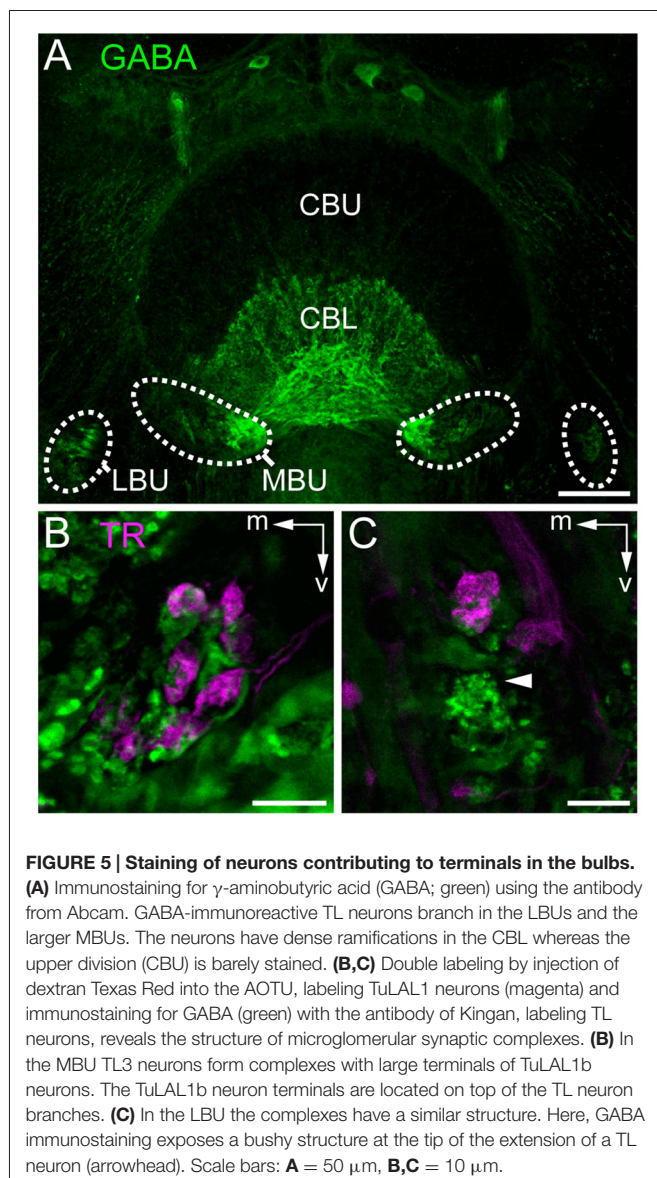 A GABA
CBU
CBL
LBU
MBU
B TR
m
v
C
m
v
FIGURE 5 | Staining of neurons contributing to terminals in the bulbs.
(A) Immunostaining for γ-aminobutyric acid (GABA; green) using the antibody
from Abcam. GABA-immunoreactive TL neurons branch in the LBUs and the
larger MBUs. The neurons have dense ramifications in the CBL whereas the
upper division (CBU) is barely stained. (B,C) Double labeling by injection of
dextran Texas Red into the AOTU, labeling TuLAL1 neurons (magenta) and
immunostaining for GABA (green) with the antibody of Kingan, labeling TL
neurons, reveals the structure of microglomerular synaptic complexes. (B) In
the MBU TL3 neurons form complexes with large terminals of TuLAL1b
neurons. The TuLAL1b neuron terminals are located on top of the TL neuron
branches. (C) In the LBU the complexes have a similar structure. Here, GABA
immunostaining exposes a bushy structure at the tip of the extension of a TL
neuron (arrowhead). Scale bars: A = 50 μm, B,C = 10 μm.